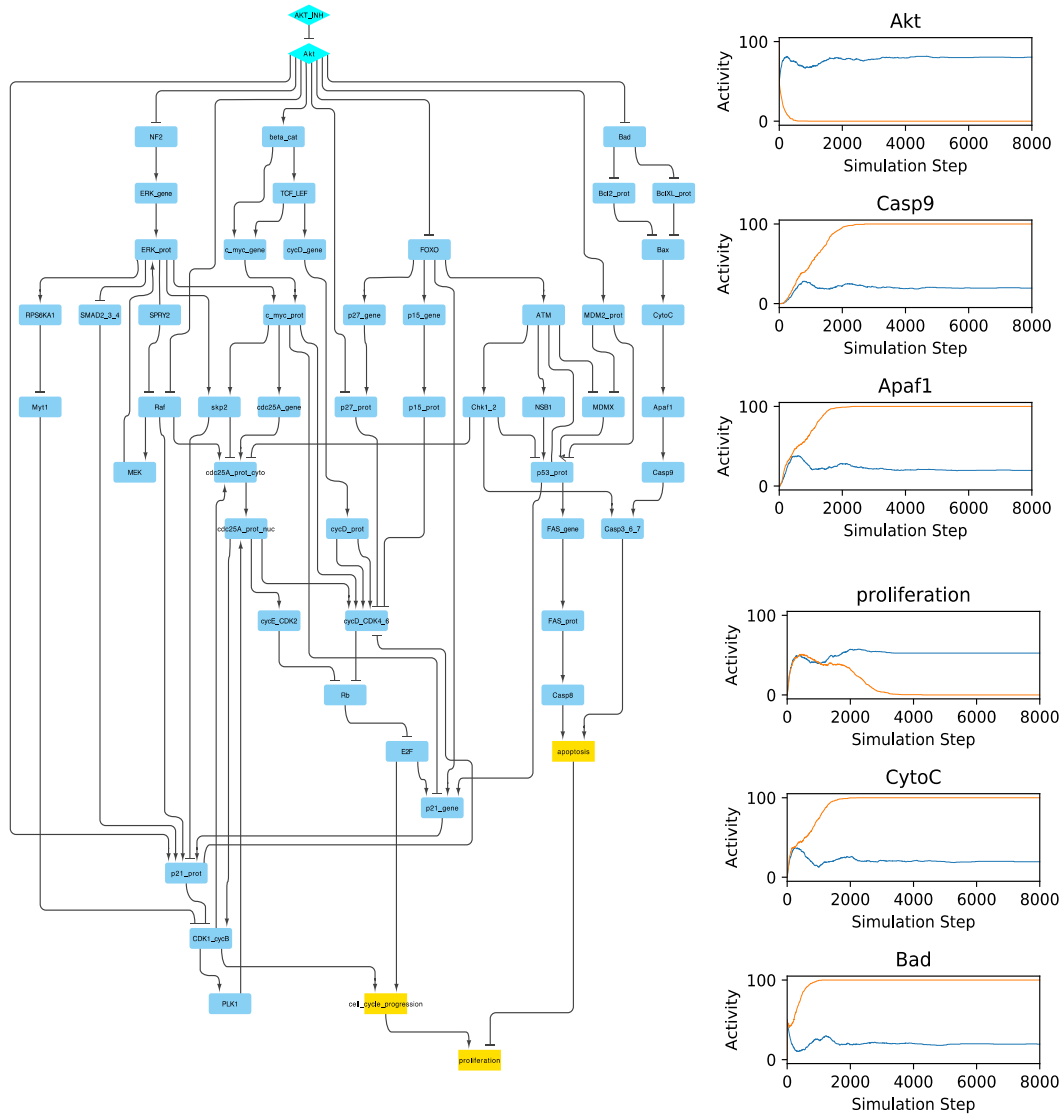 AKT_INH
Akt
NF2
beta_cat
Bad
ERK_gene
TCF_LEF
Bcl2_prot
BclXL_prot
ERK_prot
c_myc_gene
cycD_gene
FOXO
Bax
RPS6KA1
SMAD2_3_4
SPRY2
c_myc_prot
p27_gene
p15_gene
ATM
MDM2_prot
CytoC
Myt1
Raf
skp2
cdc25A_gene
p27_prot
p15_prot
Chk1_2
NSB1
MDMX
Apaf1
MEK
cdc25A_prot_cyto
p53_prot
Casp9
cdc25A_prot_nuc
cycD_prot
FAS_gene
Casp3_6_7
cycE_CDK2
cycD_CDK4_6
FAS_prot
Rb
Casp8
E2F
apoptosis
p21_gene
p21_prot
CDK1_cycB
PLK1
cell_cycle_progression
proliferation
Akt
Activity
100
0
0 2000 4000 6000 8000
Simulation Step
Casp9
Activity
100
0
0 2000 4000 6000 8000
Simulation Step
Apaf1
Activity
100
0
0 2000 4000 6000 8000
Simulation Step
proliferation
Activity
100
0
0 2000 4000 6000 8000
Simulation Step
CytoC
Activity
100
0
0 2000 4000 6000 8000
Simulation Step
Bad
Activity
100
0
0 2000 4000 6000 8000
Simulation Step